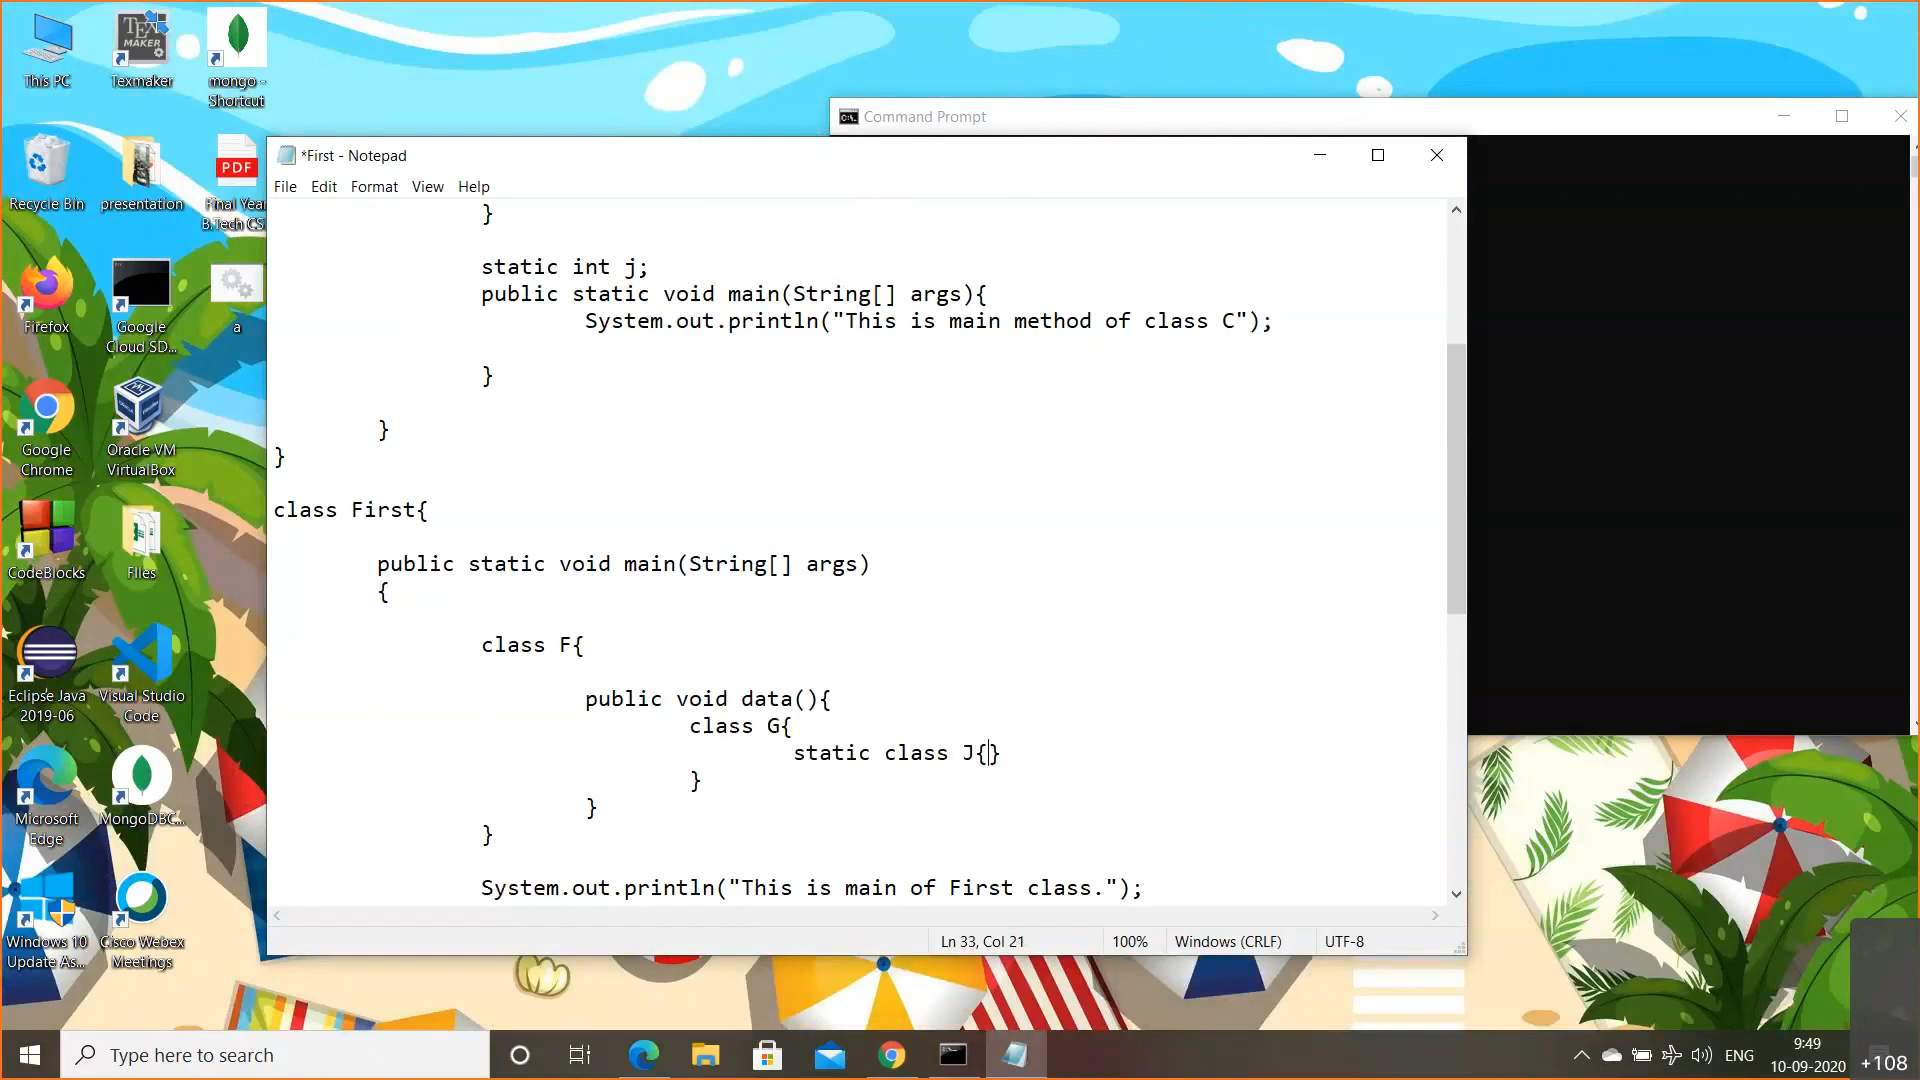 This PC
Texmaker
mongo -
Shortcut
TEX
MAKER
Recycle Bin
presentation
PDF
Final Year
B.Tech CS
Firefox
Google
Cloud SD...
a
Google
Chrome
Oracle VM
VirtualBox
CodeBlocks
FIles
Eclipse Java
2019-06
Visual Studio
Code
Microsoft
Edge
MongoDBC...
Windows 10
Update As...
Cisco Webex
Meetings
Command Prompt
*First - Notepad
File Edit Format View Help
}
static int j;
public static void main(String[] args){
System.out.println("This is main method of class C");
}
}
}
class First{
public static void main(String[] args)
{
class F{
public void data(){
class G{
static class J{}
}
}
}
System.out.println("This is main of First class.");
Ln 33, Col 21 100% Windows (CRLF) UTF-8
Type here to search
ENG
9:49
10-09-2020
+108